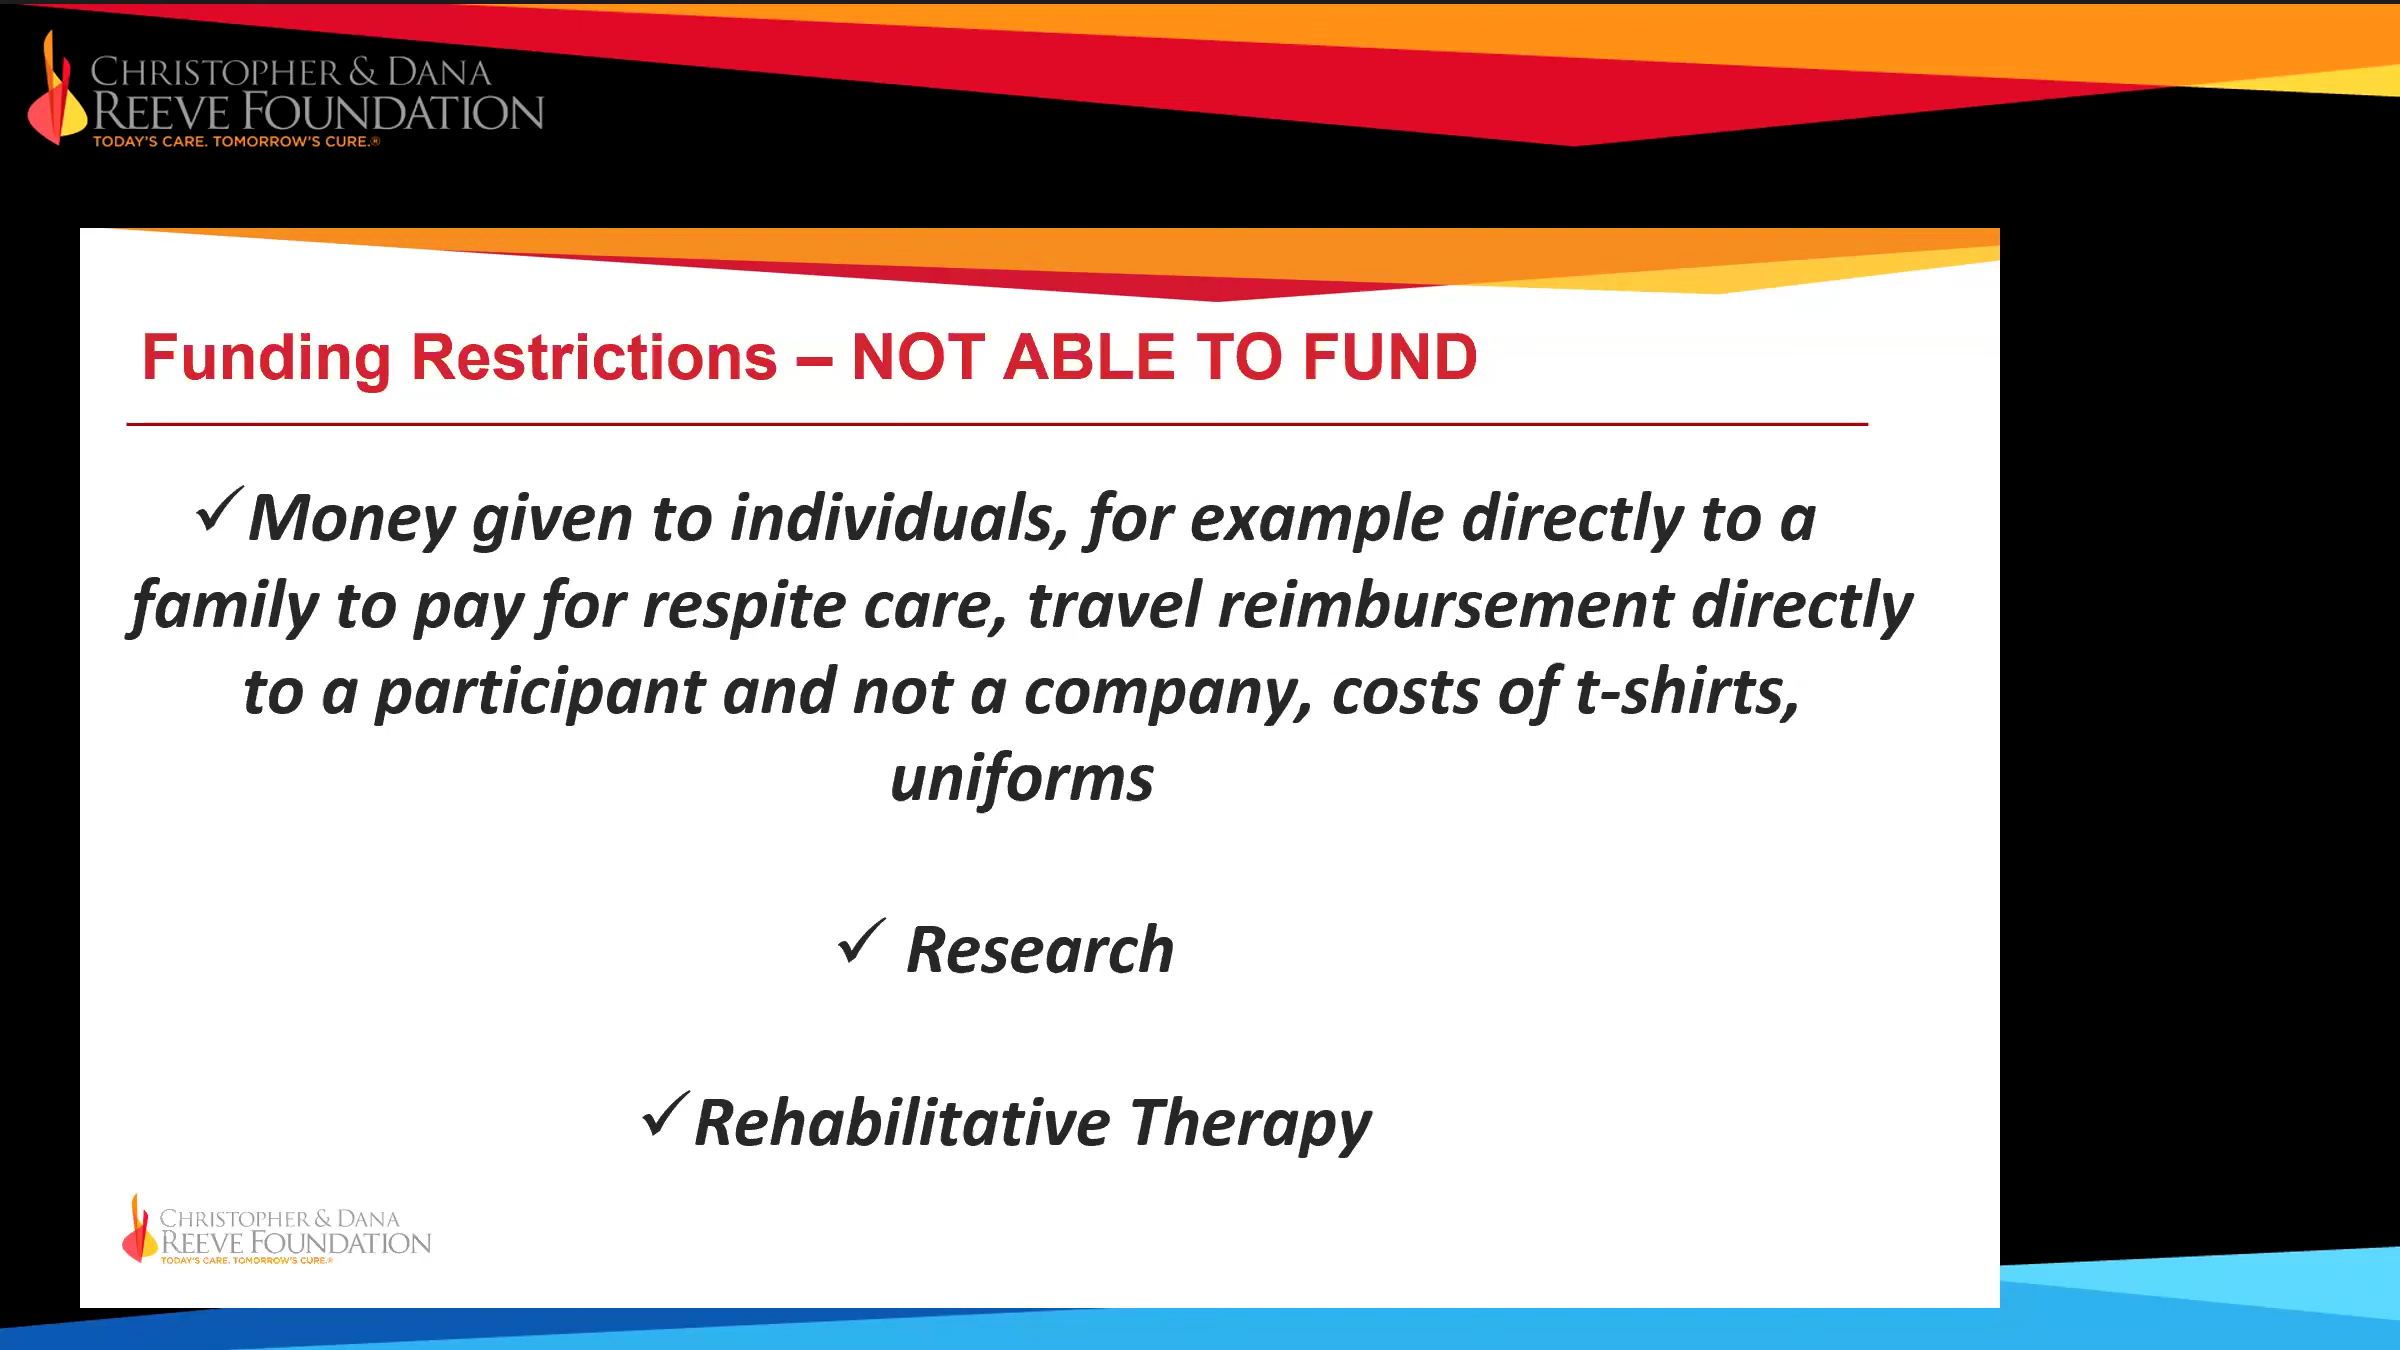 CHRISTOPHER & DANA
REEVE FOUNDATION
TODAY'S CARE. TOMORROW'S CURE.®
Funding Restrictions – NOT ABLE TO FUND
✓Money given to individuals, for example directly to a
family to pay for respite care, travel reimbursement directly
to a participant and not a company, costs of t-shirts,
uniforms
✓ Research
✓Rehabilitative Therapy
CHRISTOPHER & DANA
REEVE FOUNDATION
TODAY'S CARE. TOMORROW'S CURE.®